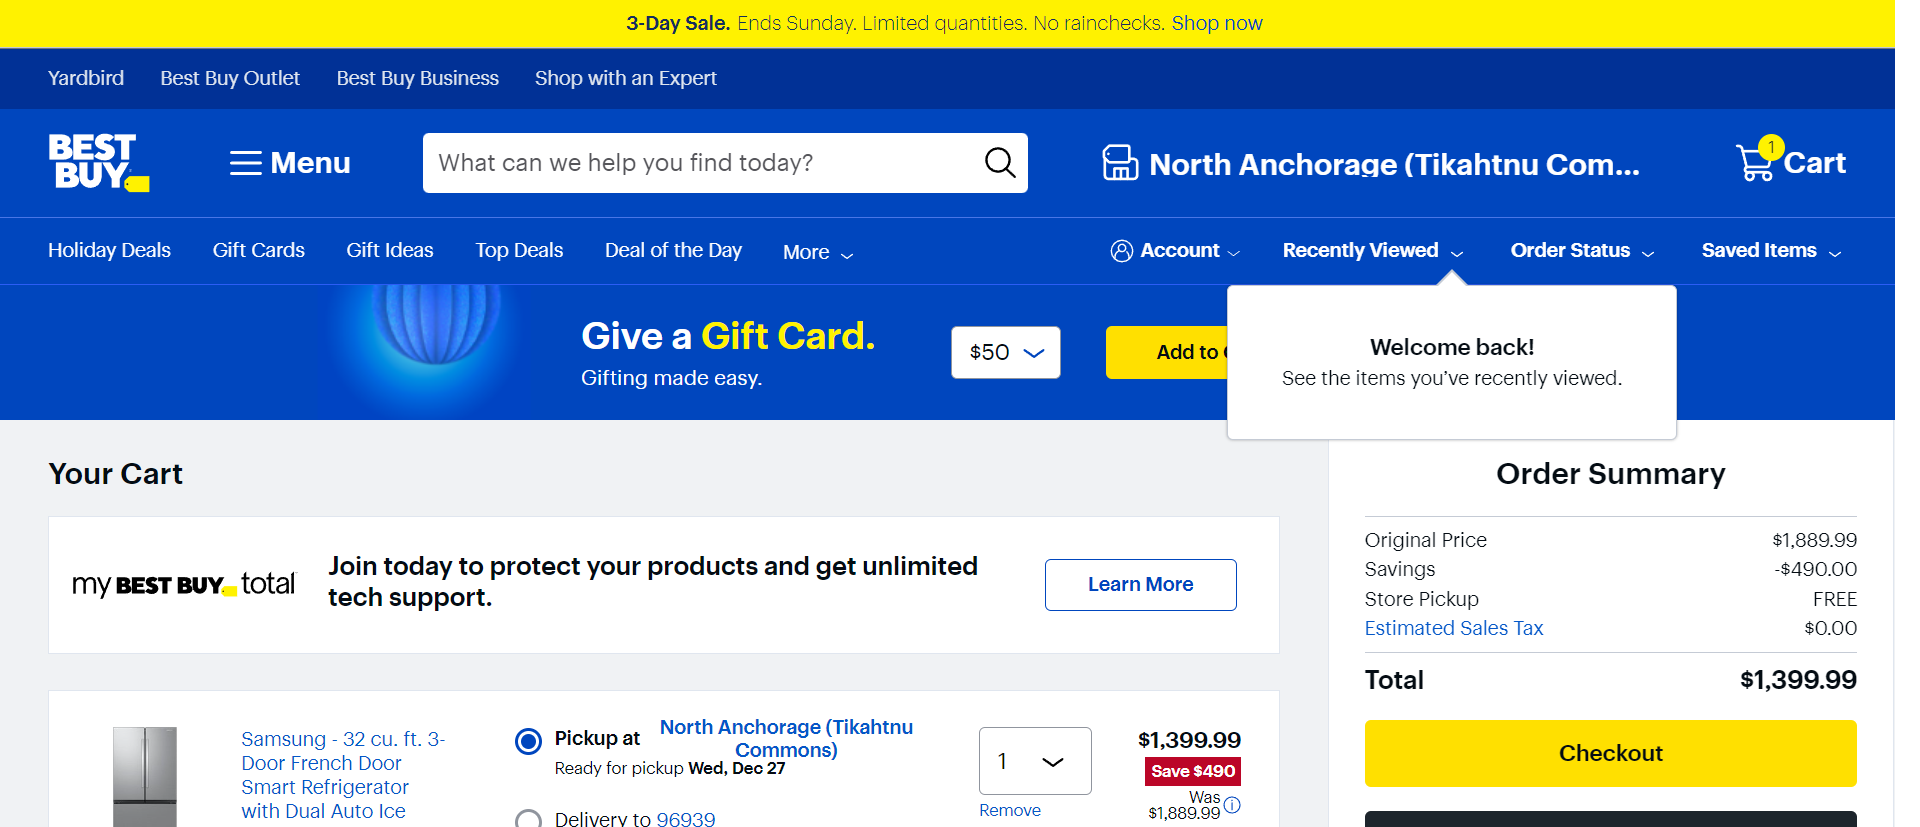 3-Day Sale. Ends Sunday. Limited quantities. No rainchecks. Shop now
Yardbird Best Buy Outlet Best Buy Business Shop with an Expert
BEST
BUY
Menu
What can we help you find today?
North Anchorage (Tikahtnu Com...
1
Cart
Holiday Deals Gift Cards Gift Ideas Top Deals Deal of the Day More
Account Recently Viewed Order Status Saved Items
Give a Gift Card.
Gifting made easy.
$50
Add to
Welcome back!
See the items you've recently viewed.
Your Cart
my BEST BUY total
Join today to protect your products and get unlimited
tech support.
Learn More
Samsung - 32 cu. ft. 3-
Door French Door
Smart Refrigerator
with Dual Auto Ice
Pickup at North Anchorage (Tikahtnu
Commons)
Ready for pickup Wed, Dec 27
Delivery to 96939
1
Remove
$1,399.99
Save $490
Was
$1,889.99
Order Summary
Original Price $1,889.99
Savings -$490.00
Store Pickup FREE
Estimated Sales Tax $0.00
Total $1,399.99
Checkout